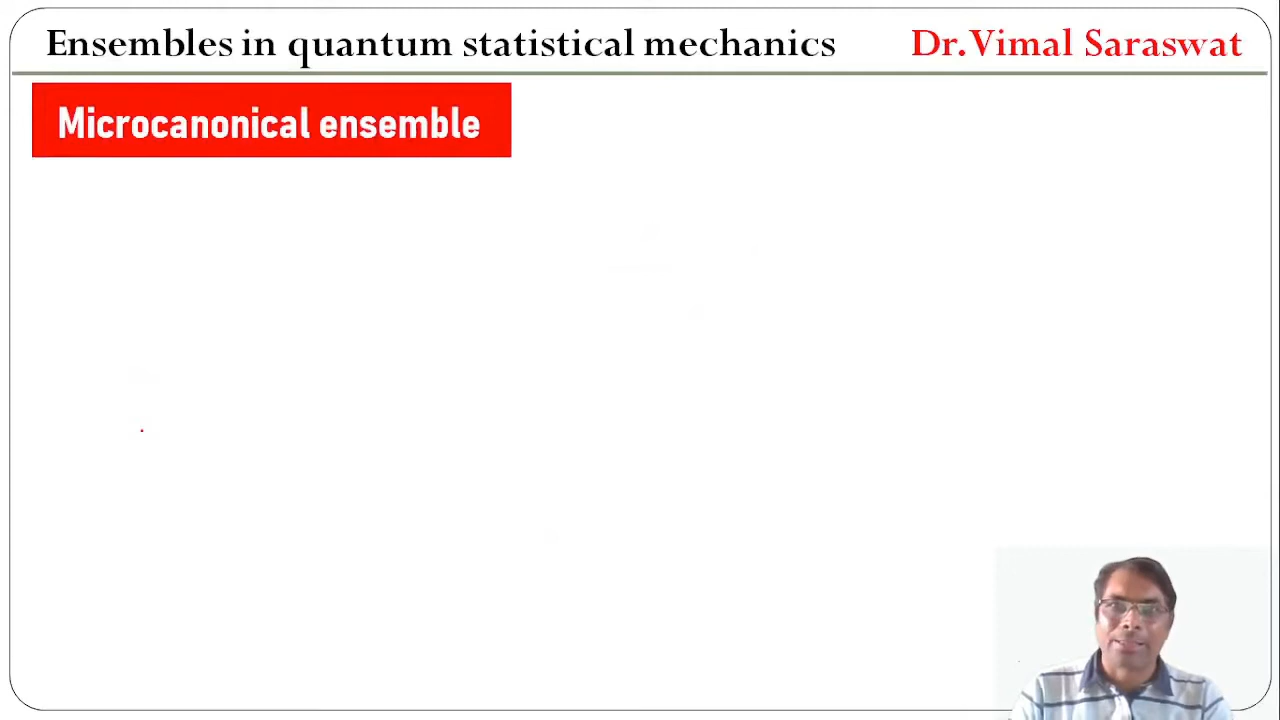 Ensembles in quantum statistical mechanics
Dr. Vimal Saraswat
Microcanonical ensemble